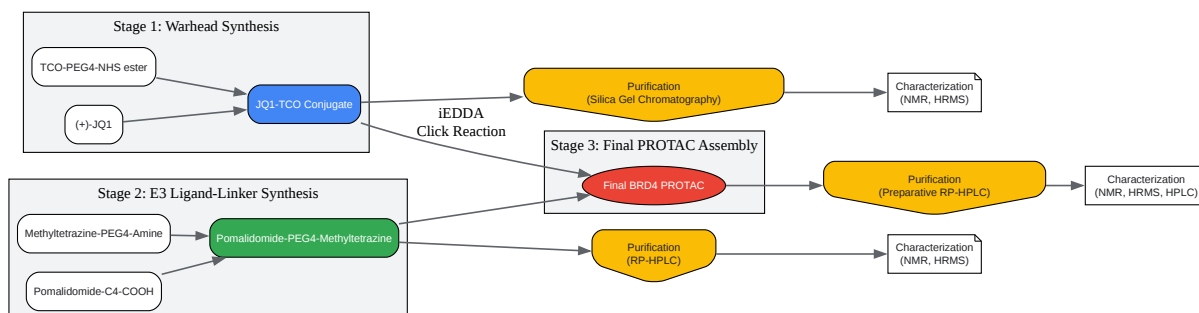 Stage 1: Warhead Synthesis
TCO-PEG4-NHS ester
(+)-JQ1
JQ1-TCO Conjugate
Purification
(Silica Gel Chromatography)
Characterization
(NMR, HRMS)
iEDDA
Click Reaction
Stage 3: Final PROTAC Assembly
Final BRD4 PROTAC
Purification
(Preparative RP-HPLC)
Characterization
(NMR, HRMS, HPLC)
Stage 2: E3 Ligand-Linker Synthesis
Methyltetrazine-PEG4-Amine
Pomalidomide-C4-COOH
Pomalidomide-PEG4-Methyltetrazine
Purification
(RP-HPLC)
Characterization
(NMR, HRMS)